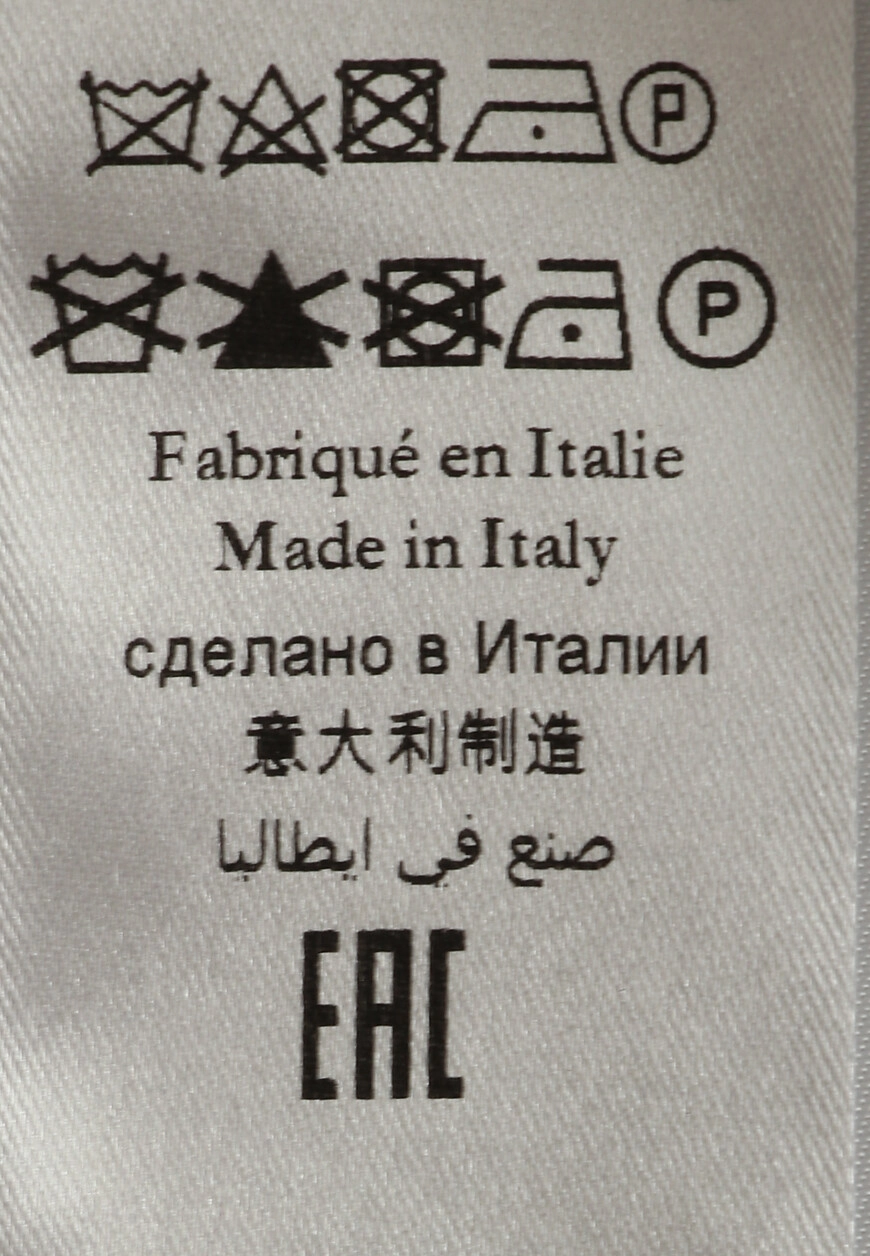 P
P
Fabriqué en Italie
Made in Italy
сделано в Италии
意大利制造
صنع في ايطاليا
EAC